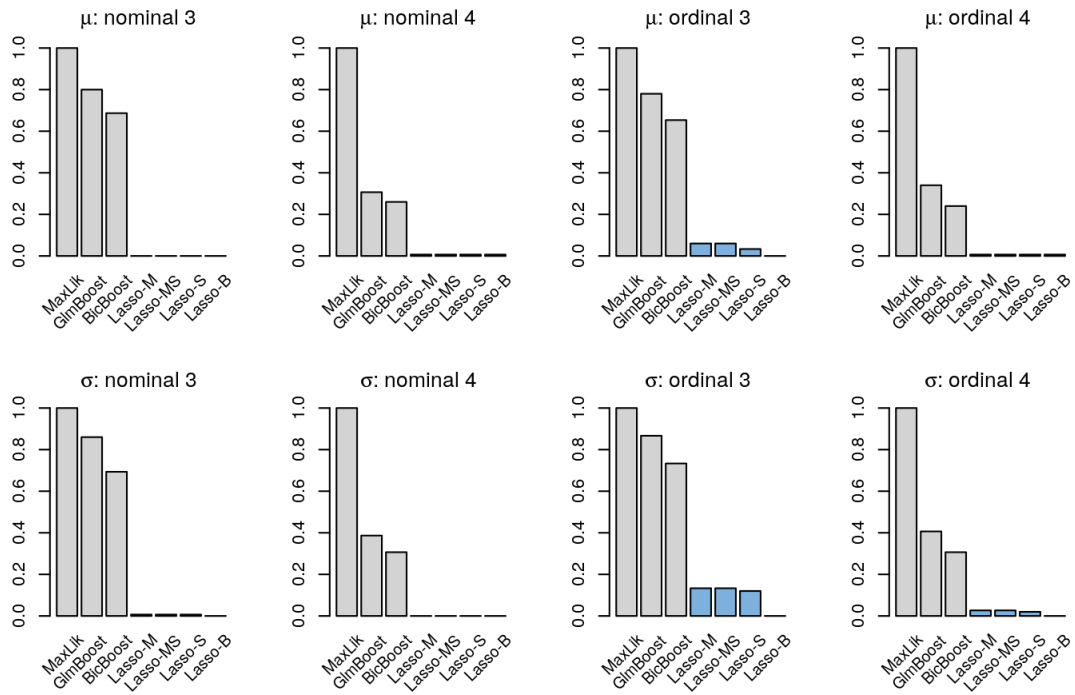 μ: nominal 3
1.0
0.8
0.6
0.4
0.2
0.0
MaxLik
GlmBoost
BicBoost
Lasso-M
Lasso-MS
Lasso-S
Lasso-B
μ: nominal 4
1.0
0.8
0.6
0.4
0.2
0.0
MaxLik
GlmBoost
BicBoost
Lasso-M
Lasso-MS
Lasso-S
Lasso-B
μ: ordinal 3
1.0
0.8
0.6
0.4
0.2
0.0
MaxLik
GlmBoost
BicBoost
Lasso-M
Lasso-MS
Lasso-S
Lasso-B
μ: ordinal 4
1.0
0.8
0.6
0.4
0.2
0.0
MaxLik
GlmBoost
BicBoost
Lasso-M
Lasso-MS
Lasso-S
Lasso-B
σ: nominal 3
1.0
0.8
0.6
0.4
0.2
0.0
MaxLik
GlmBoost
BicBoost
Lasso-M
Lasso-MS
Lasso-S
Lasso-B
σ: nominal 4
1.0
0.8
0.6
0.4
0.2
0.0
MaxLik
GlmBoost
BicBoost
Lasso-M
Lasso-MS
Lasso-S
Lasso-B
σ: ordinal 3
1.0
0.8
0.6
0.4
0.2
0.0
MaxLik
GlmBoost
BicBoost
Lasso-M
Lasso-MS
Lasso-S
Lasso-B
σ: ordinal 4
1.0
0.8
0.6
0.4
0.2
0.0
MaxLik
GlmBoost
BicBoost
Lasso-M
Lasso-MS
Lasso-S
Lasso-B